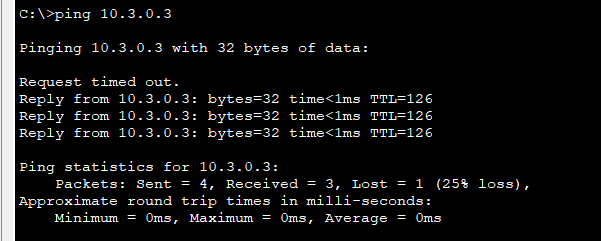 C:\>ping 10.3.0.3
Pinging 10.3.0.3 with 32 bytes of data:
Request timed out.
Reply from 10.3.0.3: bytes=32 time<1ms TTL=126
Reply from 10.3.0.3: bytes=32 time<1ms TTL=126
Reply from 10.3.0.3: bytes=32 time<1ms TTL=126
Ping statistics for 10.3.0.3:
Packets: Sent = 4, Received = 3, Lost = 1 (25% loss),
Approximate round trip times in milli-seconds:
Minimum = 0ms, Maximum = 0ms, Average = 0ms